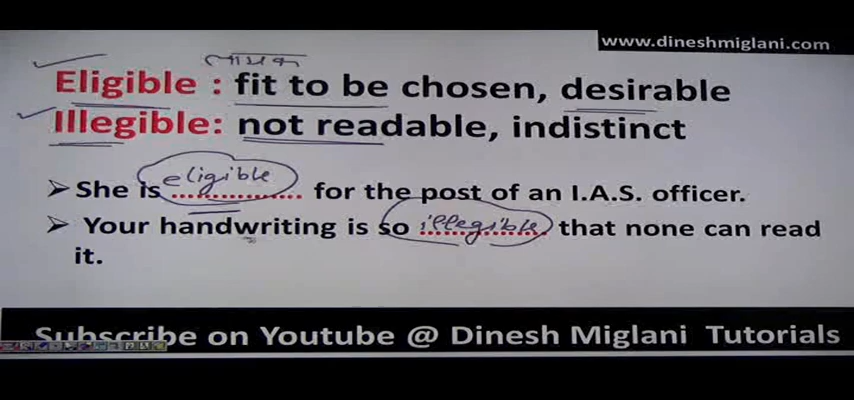 www.dineshmiglani.com
Eligible : fit to be chosen, desirable
Illegible: not readable, indistinct
➢ She is eligible for the post of an I.A.S. officer.
➢ Your handwriting is so illegible that none can read
it.
Subscribe on Youtube @ Dinesh Miglani Tutorials